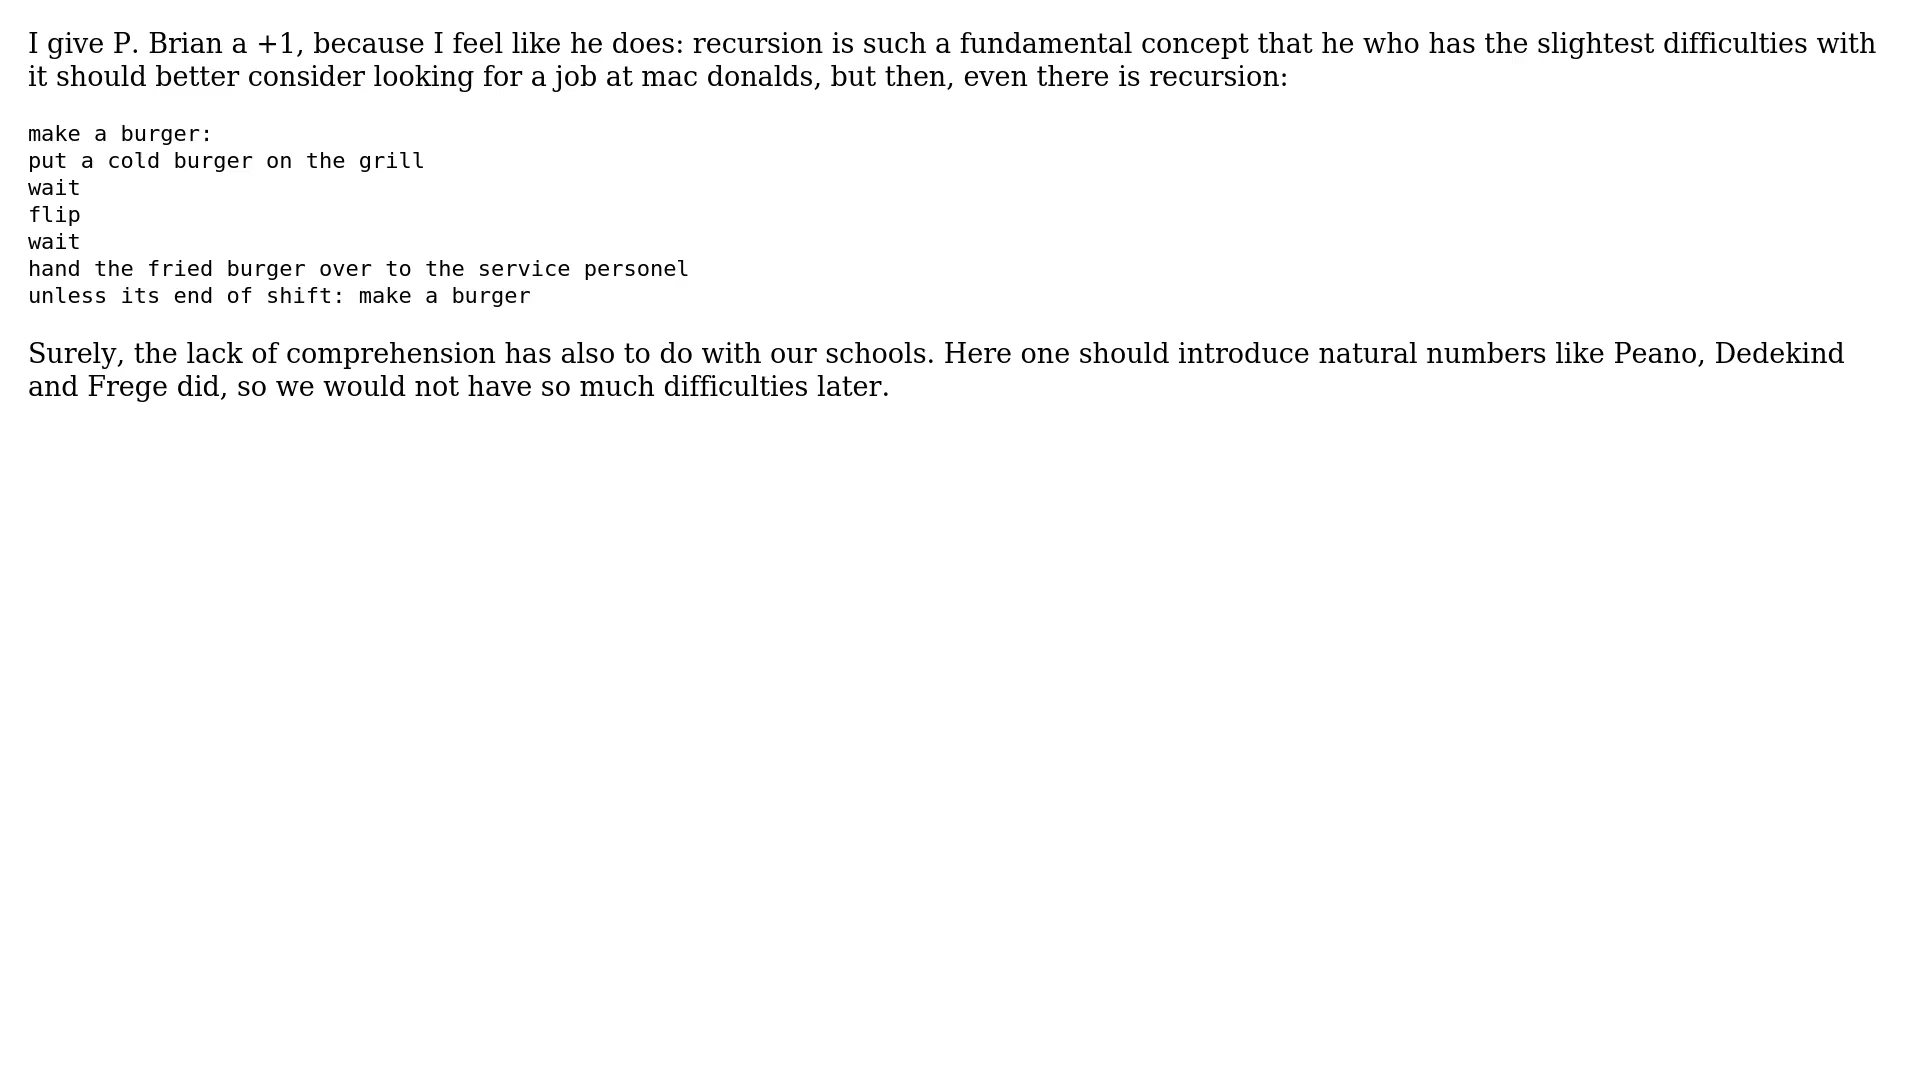 I give P. Brian a +1, because I feel like he does: recursion is such a fundamental concept that he who has the slightest difficulties with
it should better consider looking for a job at mac donalds, but then, even there is recursion:
make a burger:
put a cold burger on the grill
wait
flip
wait
hand the fried burger over to the service personel
unless its end of shift: make a burger
Surely, the lack of comprehension has also to do with our schools. Here one should introduce natural numbers like Peano, Dedekind
and Frege did, so we would not have so much difficulties later.